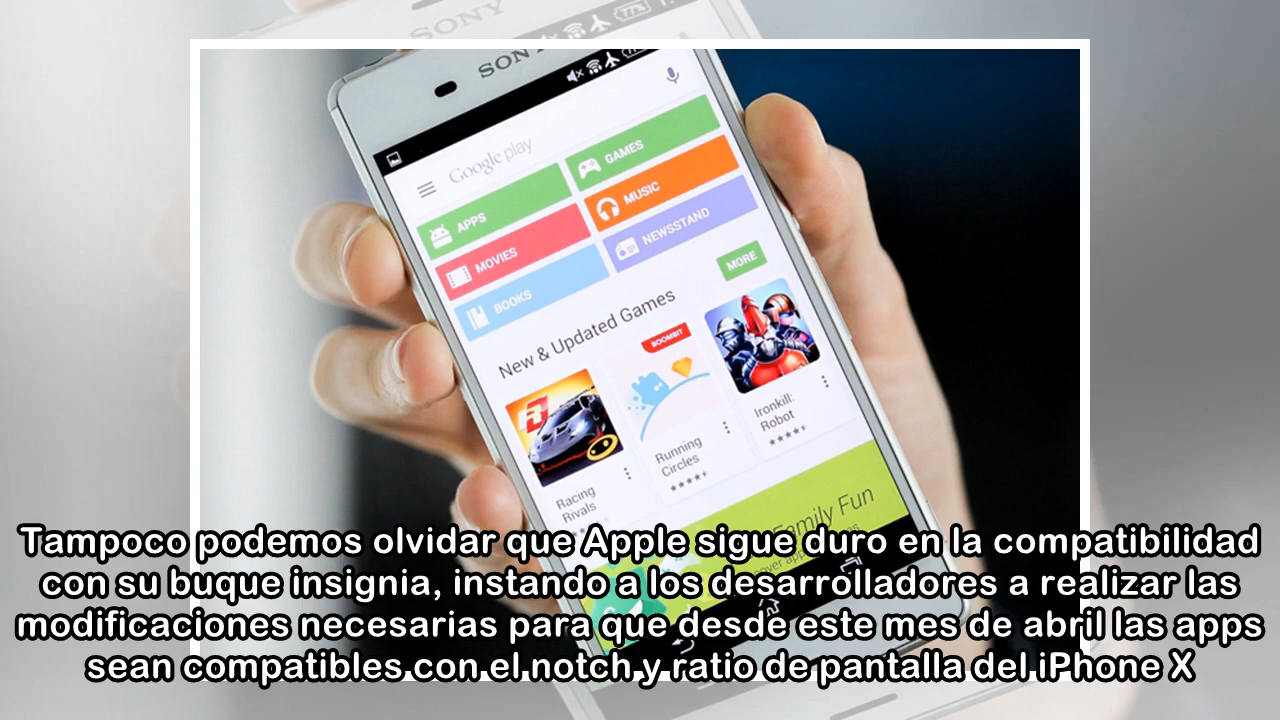 SONY
77%
SONY
Google play
APPS
GAMES
MOVIES
MUSIC
BOOKS
NEWSSTAND
MORE
New & Updated Games
BOOMBIT
Racing
Rivals
Running
Circles
Ironkill:
Robot
Family Fun
Tampoco podemos olvidar que Apple sigue duro en la compatibilidad
con su buque insignia, instando a los desarrolladores a realizar las
modificaciones necesarias para que desde este mes de abril las apps
sean compatibles con el notch y ratio de pantalla del iPhone X